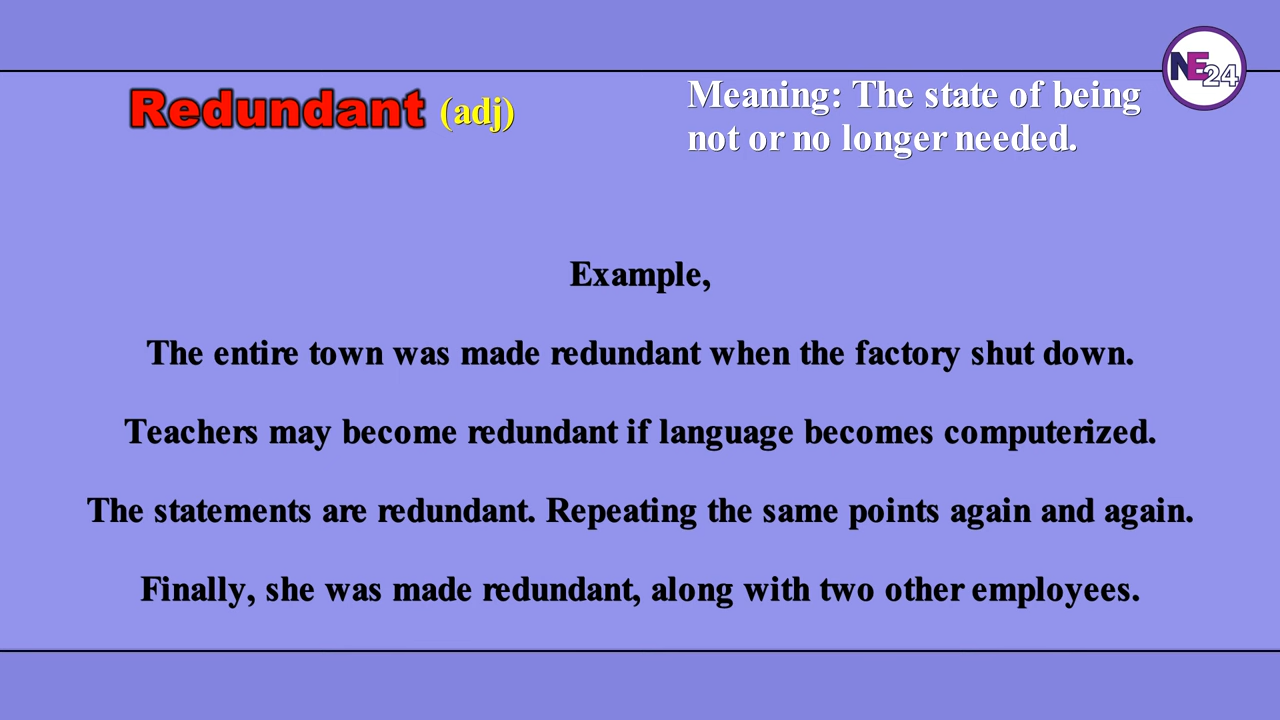 NE24
Redundant (adj)
Meaning: The state of being
not or no longer needed.
Example,
The entire town was made redundant when the factory shut down.
Teachers may become redundant if language becomes computerized.
The statements are redundant. Repeating the same points again and again.
Finally, she was made redundant, along with two other employees.